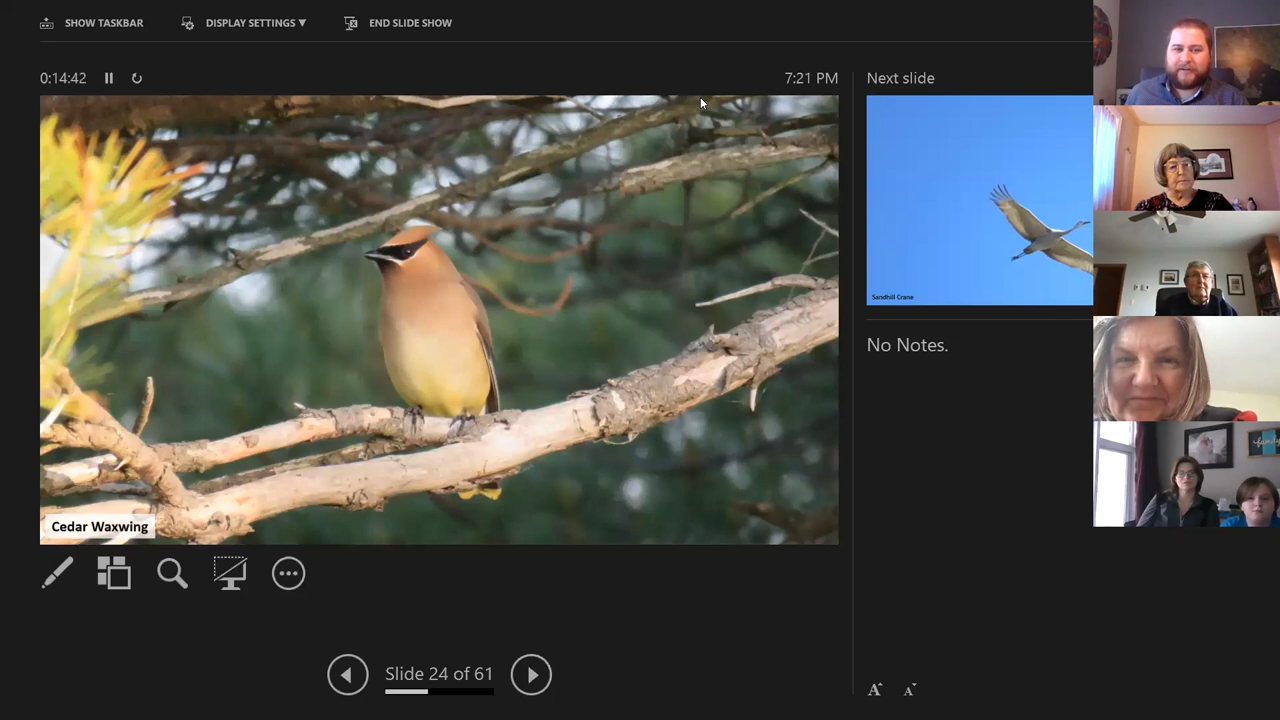 SHOW TASKBAR
DISPLAY SETTINGS ▼
END SLIDE SHOW
0:14:42
7:21 PM
Next slide
Sandhill Crane
No Notes.
Cedar Waxwing
Slide 24 of 61
A
A
family